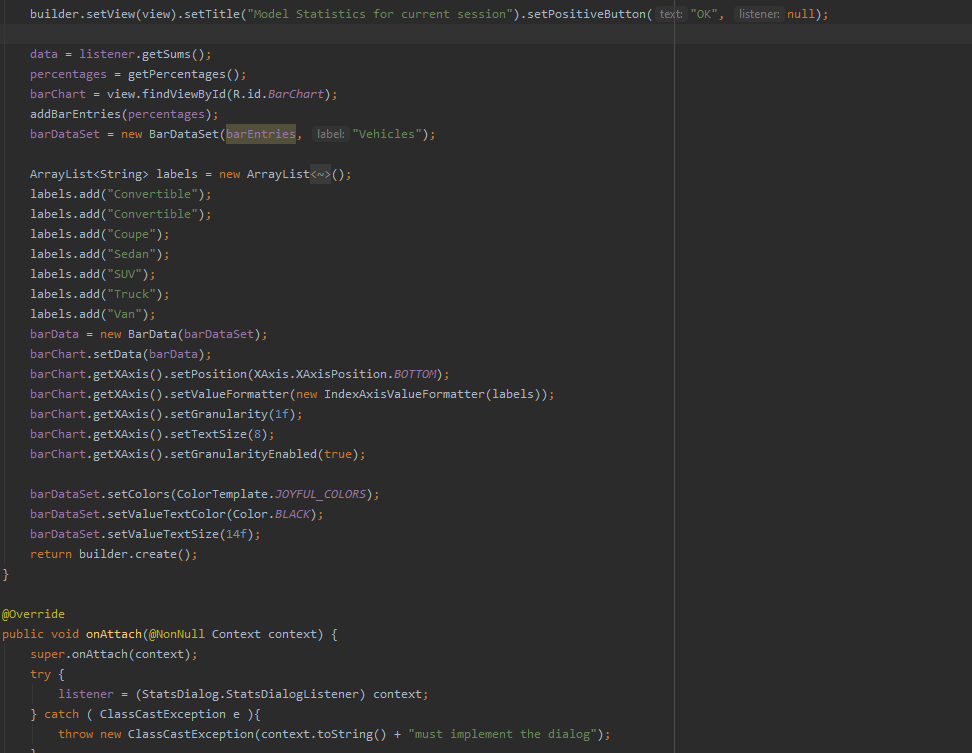 builder.setView(view).setTitle("Model Statistics for current session").setPositiveButton( text: "OK", listener: null);
data = listener.getSums();
percentages = getPercentages();
barChart = view.findViewById(R.id.BarChart);
addBarEntries(percentages);
barDataSet = new BarDataSet(barEntries, label: "Vehicles");
ArrayList<String> labels = new ArrayList<~>();
labels.add("Convertible");
labels.add("Convertible");
labels.add("Coupe");
labels.add("Sedan");
labels.add("SUV");
labels.add("Truck");
labels.add("Van");
barData = new BarData(barDataSet);
barChart.setData(barData);
barChart.getXAxis().setPosition(XAxis.XAxisPosition.BOTTOM);
barChart.getXAxis().setValueFormatter(new IndexAxisValueFormatter(labels));
barChart.getXAxis().setGranularity(1f);
barChart.getXAxis().setTextSize(8);
barChart.getXAxis().setGranularityEnabled(true);
barDataSet.setColors(ColorTemplate.JOYFUL_COLORS);
barDataSet.setValueTextColor(Color.BLACK);
barDataSet.setValueTextSize(14f);
return builder.create();
}
@Override
public void onAttach(@NonNull Context context) {
super.onAttach(context);
try {
listener = (StatsDialog.StatsDialogListener) context;
} catch ( ClassCastException e ){
throw new ClassCastException(context.toString() + "must implement the dialog");